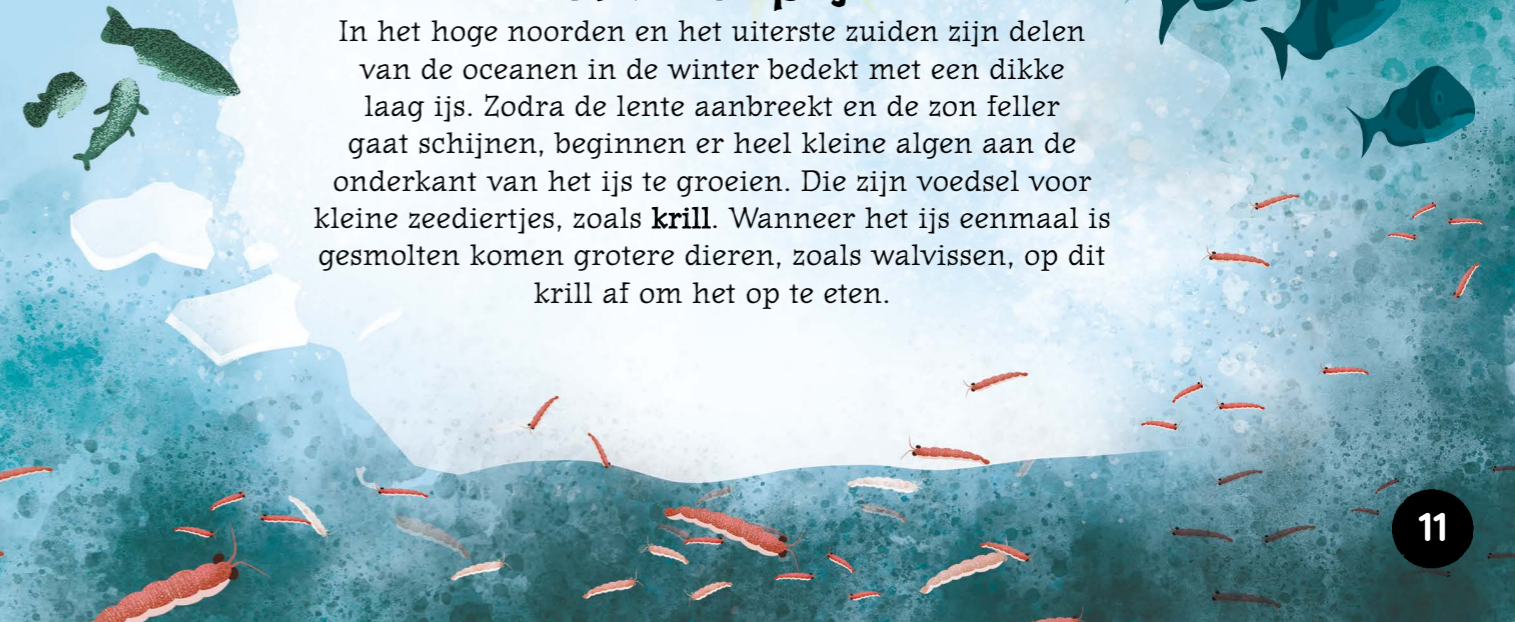 In het hoge noorden en het uiterste zuiden zijn delen
van de oceanen in de winter bedekt met een dikke
laag ijs. Zodra de lente aanbreekt en de zon feller
gaat schijnen, beginnen er heel kleine algen aan de
onderkant van het ijs te groeien. Die zijn voedsel voor
kleine zeediertjes, zoals krill. Wanneer het ijs eenmaal is
gesmolten komen grotere dieren, zoals walvissen, op dit
krill af om het op te eten.
11